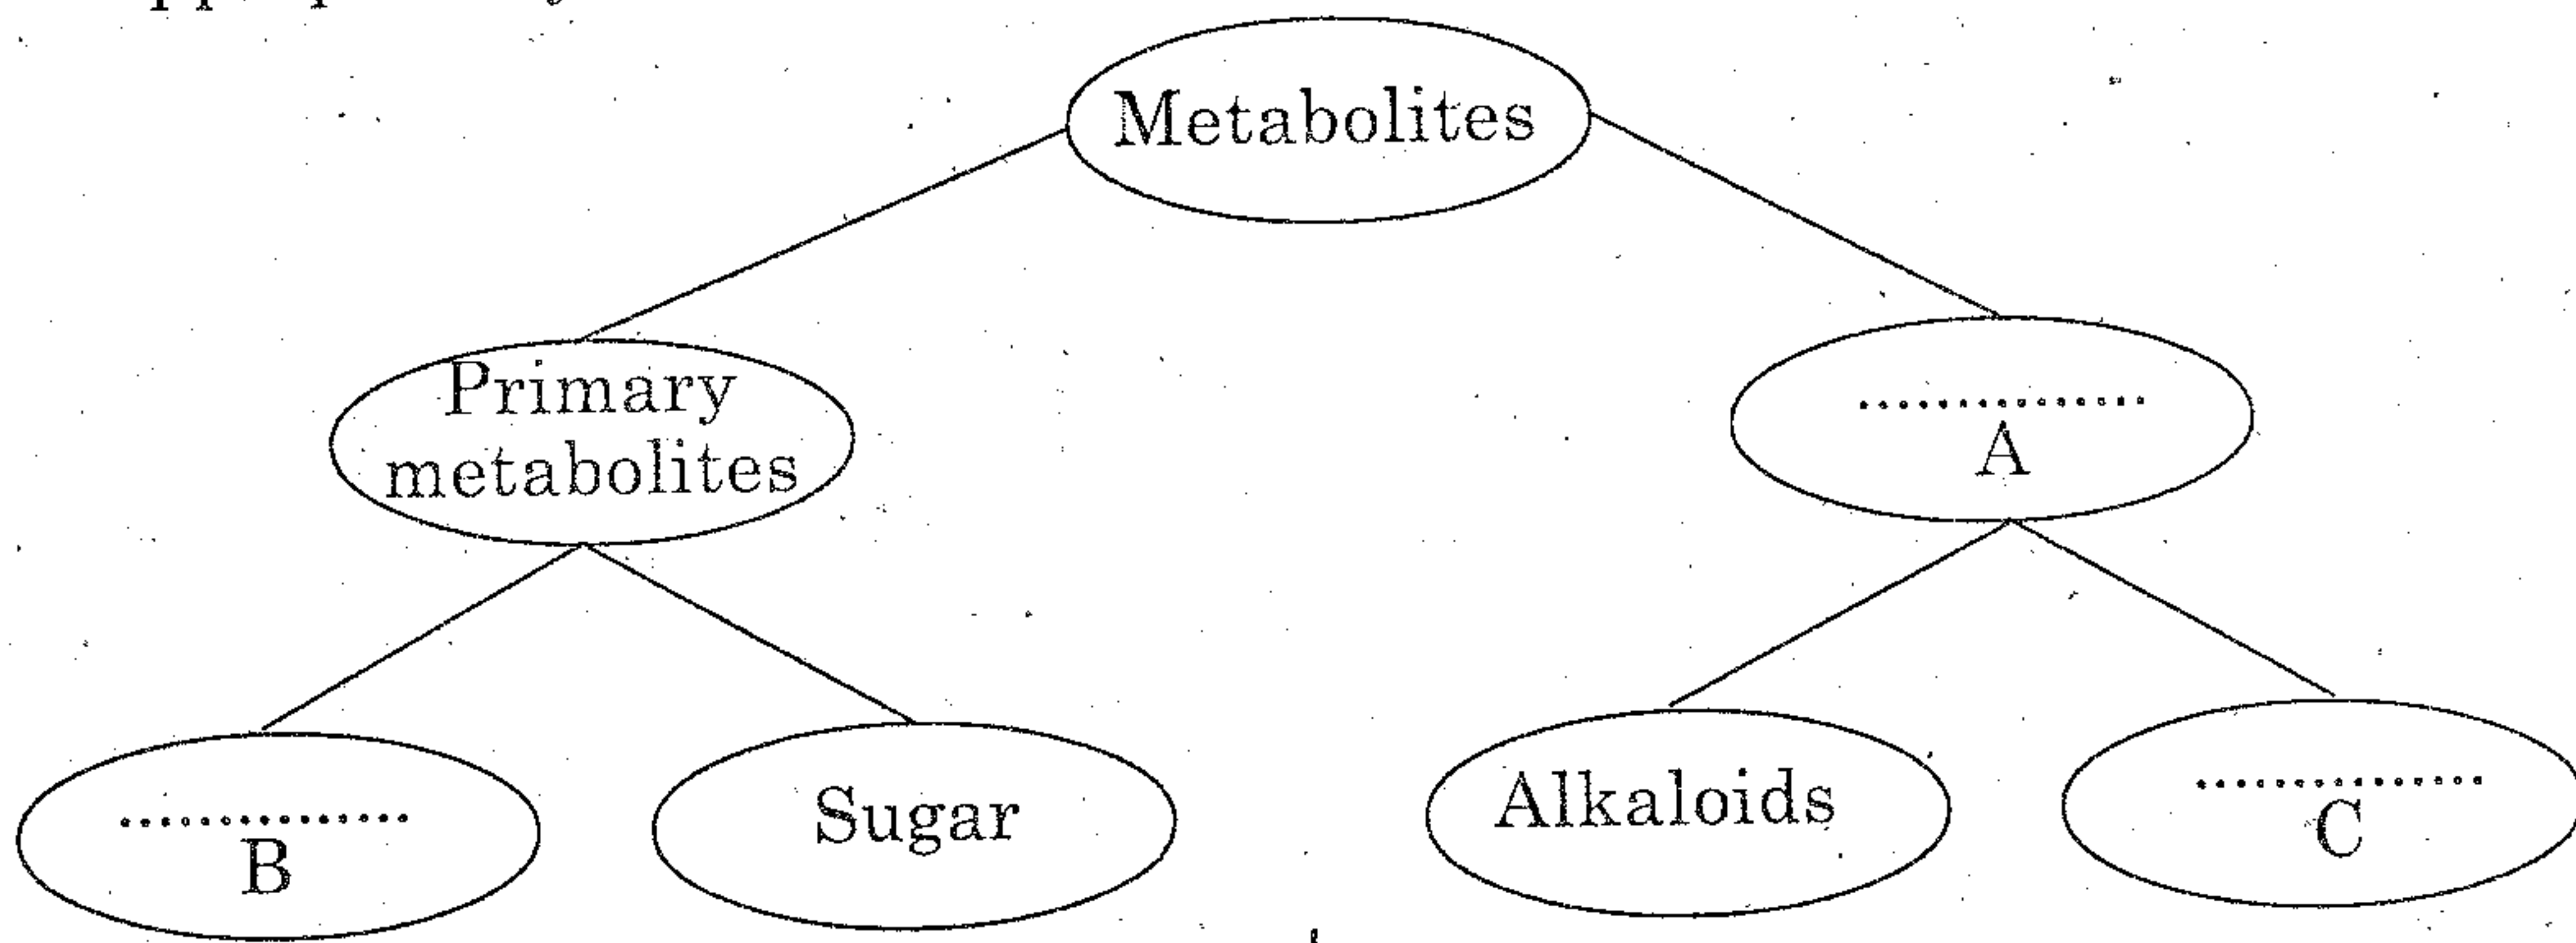 Metabolites
Primary
metabolites
..............
A
..............
B
Sugar
Alkaloids
..............
C